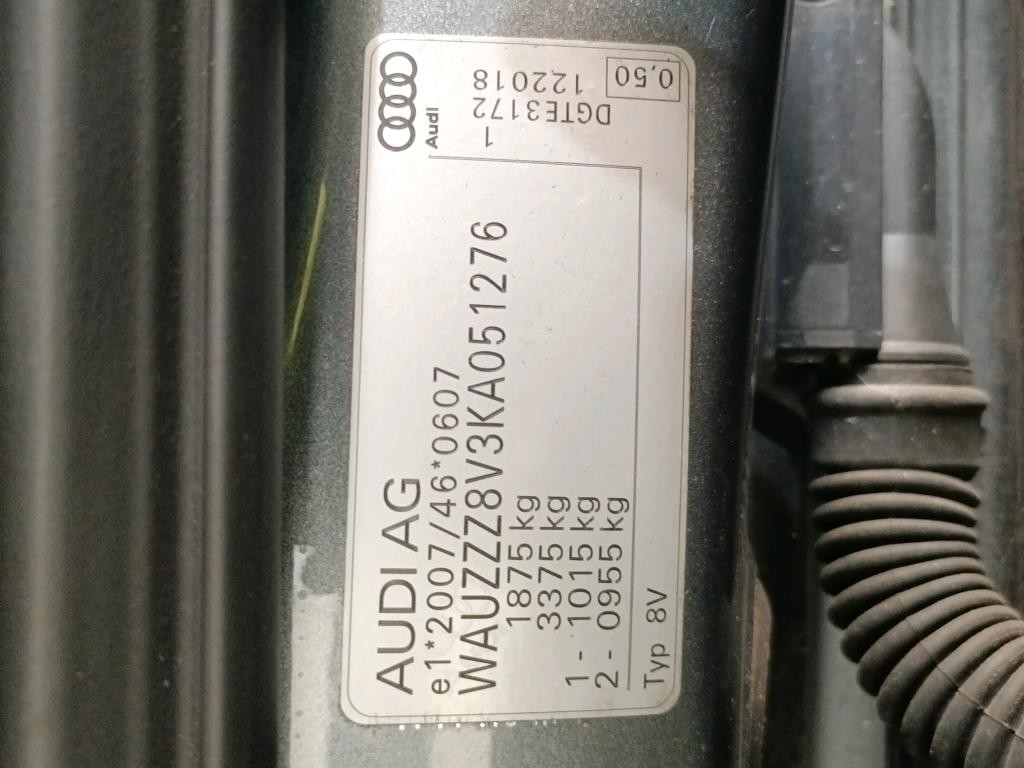 AUDI AG
e1*2007/46*0607
WAUZZZ8V3KA051276
1875 kg
3375 kg
1- 1015 kg
2- 0955 kg
Typ 8V
Audi
1
DGTE3172
122018
0,50